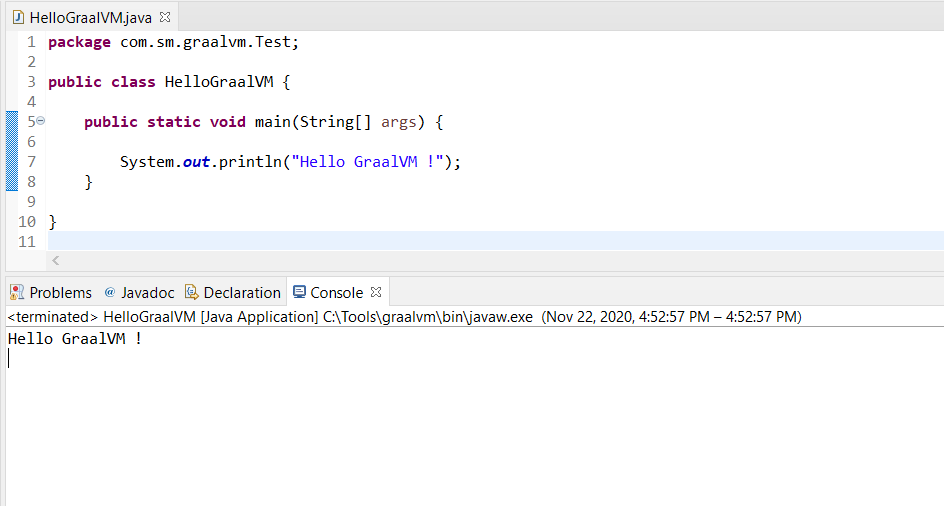 HelloGraalVM.java
1 package com.sm.graalvm.Test;
2
3 public class HelloGraalVM {
4
5 public static void main(String[] args) {
6
7 System.out.println("Hello GraalVM !");
8 }
9
10 }
11
Problems @ Javadoc Declaration Console
<terminated> HelloGraalVM [Java Application] C:\Tools\graalvm\bin\javaw.exe (Nov 22, 2020, 4:52:57 PM – 4:52:57 PM)
Hello GraalVM !